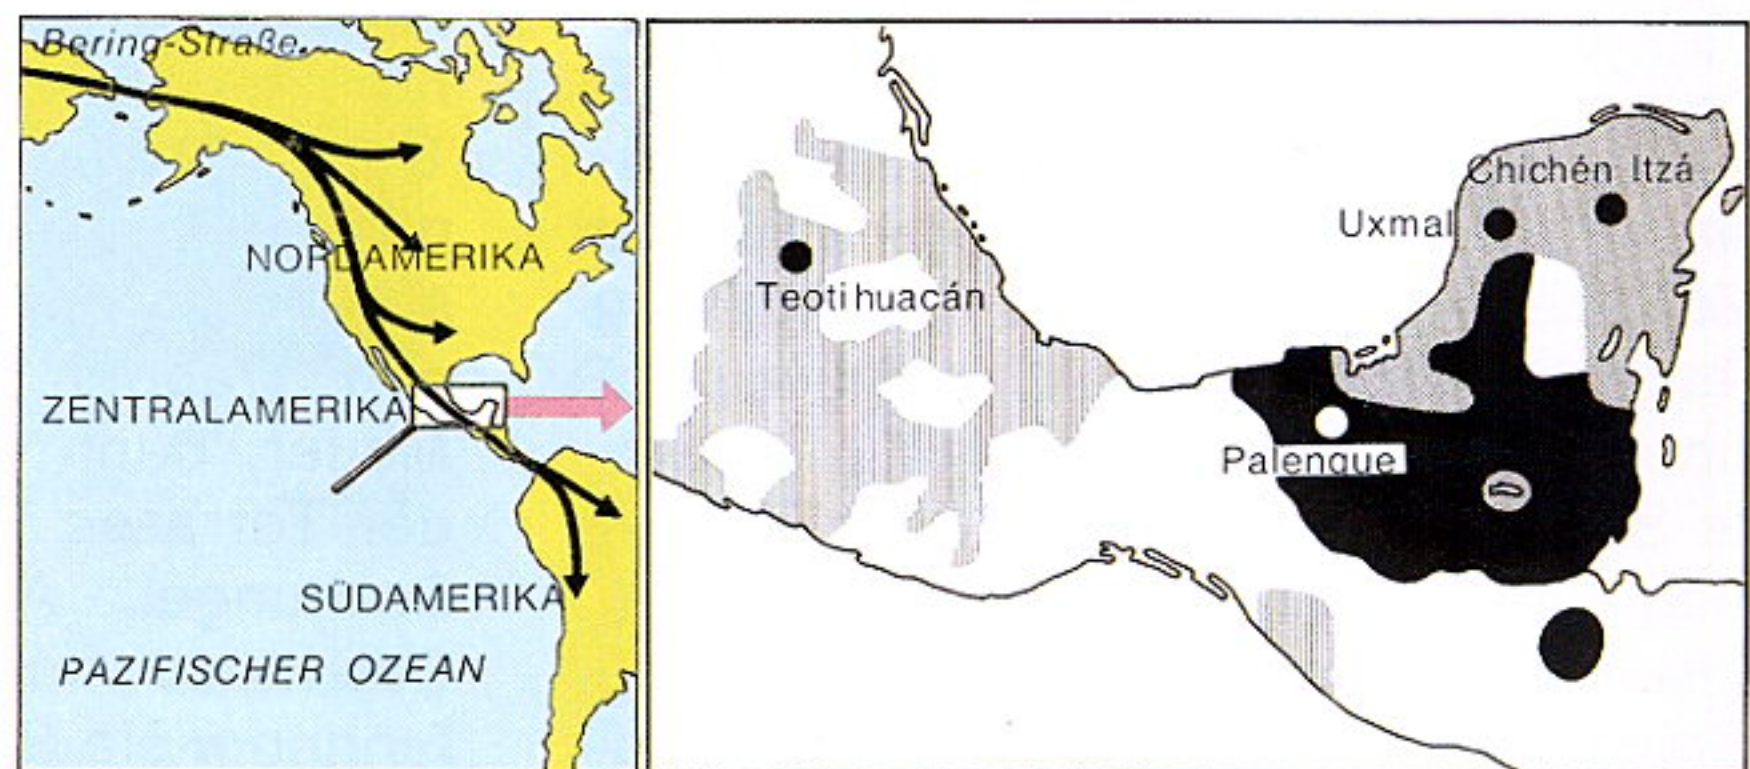 Bering-Straße
NORDAMERIKA
ZENTRALAMERIKA
SÜDAMERIKA
PAZIFISCHER OZEAN
Chichén Itzá
Uxmal
Teotihuacán
Palenque